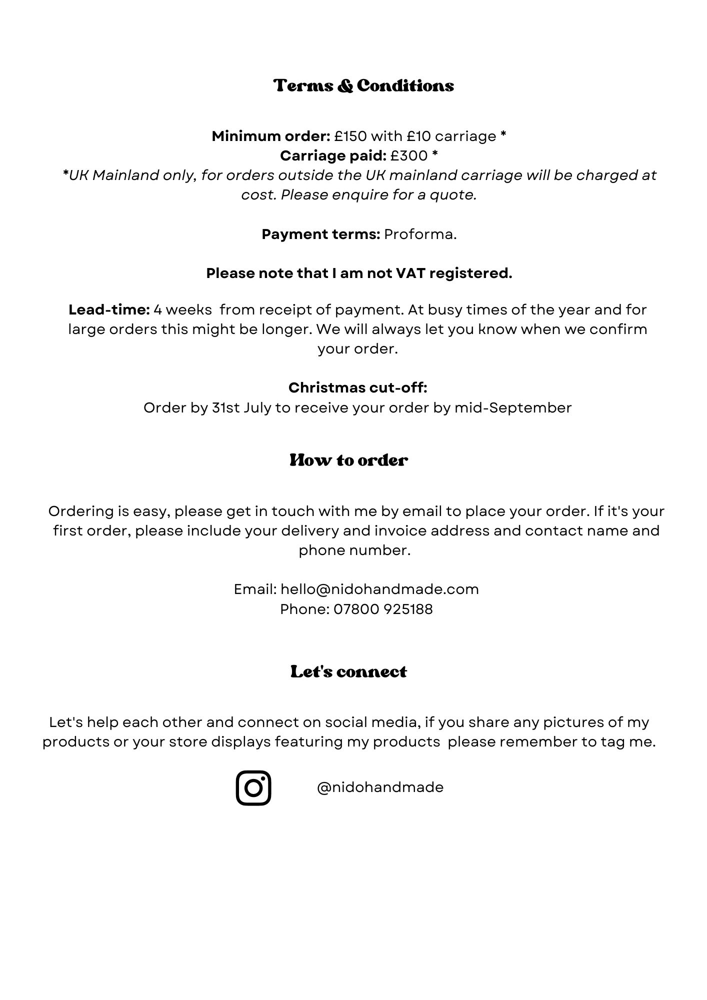 Terms & Conditions
Minimum order: £150 with £10 carriage *
Carriage paid: £300 *
*UK Mainland only, for orders outside the UK mainland carriage will be charged at
cost. Please enquire for a quote.
Payment terms: Proforma.
Please note that I am not VAT registered.
Lead-time: 4 weeks  from receipt of payment. At busy times of the year and for
large orders this might be longer. We will always let you know when we confirm
your order.
Christmas cut-off:
Order by 31st July to receive your order by mid-September
How to order
Ordering is easy, please get in touch with me by email to place your order. If it's your
first order, please include your delivery and invoice address and contact name and
phone number.
Email: hello@nidohandmade.com
Phone: 07800 925188
Let's connect
Let's help each other and connect on social media, if you share any pictures of my
products or your store displays featuring my products  please remember to tag me.
@nidohandmade